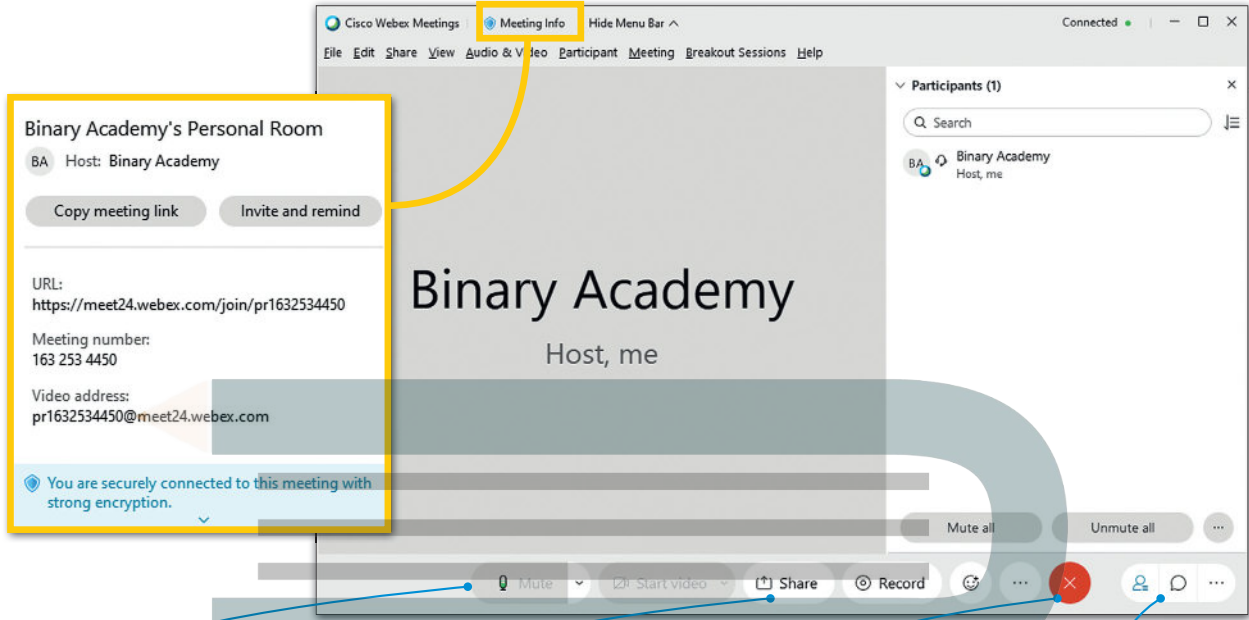 Cisco Webex Meetings
Meeting Info
Hide Menu Bar
Connected
File Edit Share View Audio & Video Participant Meeting Breakout Sessions Help
Binary Academy's Personal Room
BA Host: Binary Academy
Copy meeting link
Invite and remind
URL:
https://meet24.webex.com/join/pr1632534450
Meeting number:
163 253 4450
Video address:
pr1632534450@meet24.webex.com
You are securely connected to this meeting with
strong encryption.
Binary Academy
Host, me
Participants (1)
Search
BA Binary Academy
Host, me
Mute all
Unmute all
Mute
Start video
Share
Record